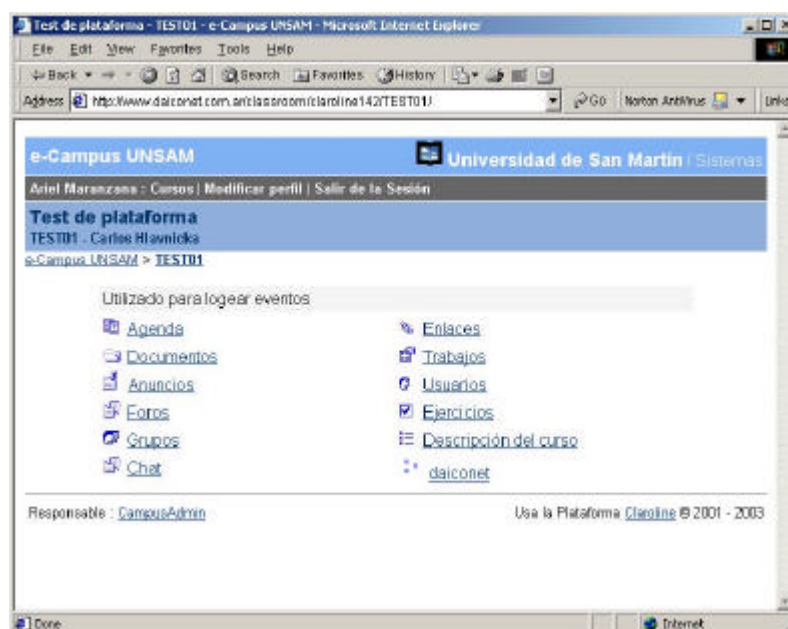 Test de plataforma - TEST01 - e-Campus UNSAM - Microsoft Internet Explorer
File Edit View Favorites Tools Help
Back Search Favorites History
Address http://www.daiconet.com.ar/classroom/claroline142/TEST01/ Go Norton AntiVirus Links
e-Campus UNSAM Universidad de San Martin | Sistemas
Ariel Maranzana : Cursos | Modificar perfil | Salir de la Sesión
Test de plataforma
TEST01 - Carlos Hlavnicka
e-Campus UNSAM > TEST01
Utilizado para logear eventos
Agenda Enlaces
Documentos Trabajos
Anuncios Usuarios
Foros Ejercicios
Grupos Descripción del curso
Chat daiconet
Responsable : CampusAdmin Usa la Plataforma Claroline © 2001 - 2003
Done Internet